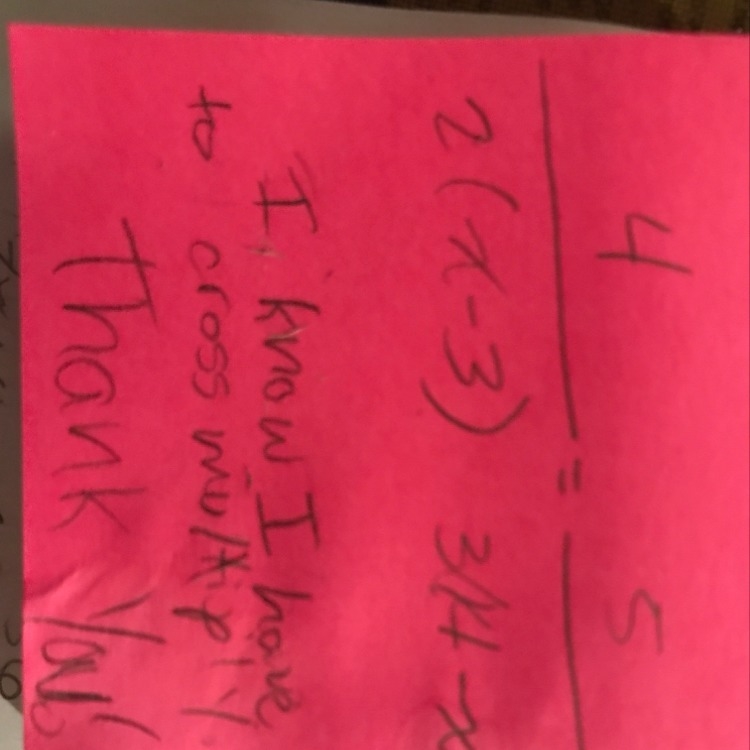 4 = 5
2(x-3) 3(4-x
I know I have
to cross multiply.
Thank You!